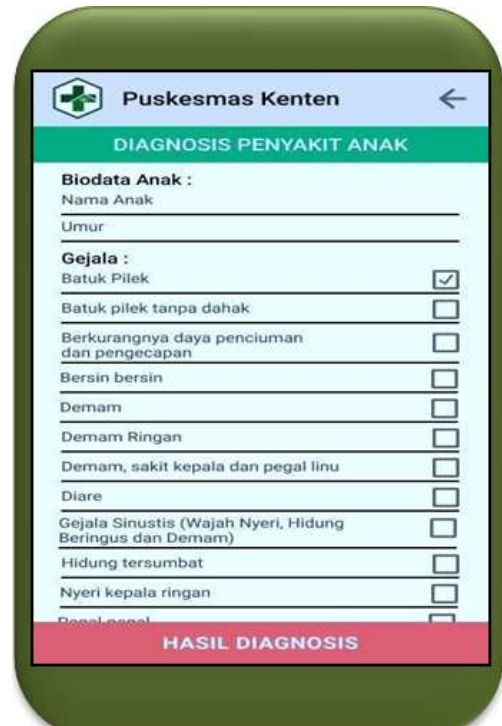 Puskesmas Kenten
DIAGNOSIS PENYAKIT ANAK
Biodata Anak :
Nama Anak
Umur
Gejala :
Batuk Pilek
Batuk pilek tanpa dahak
Berkurangnya daya penciuman
dan pengecapan
Bersin bersin
Demam
Demam Ringan
Demam, sakit kepala dan pegal linu
Diare
Gejala Sinustis (Wajah Nyeri, Hidung
Beringus dan Demam)
Hidung tersumbat
Nyeri kepala ringan
Pegal-pegal
HASIL DIAGNOSIS